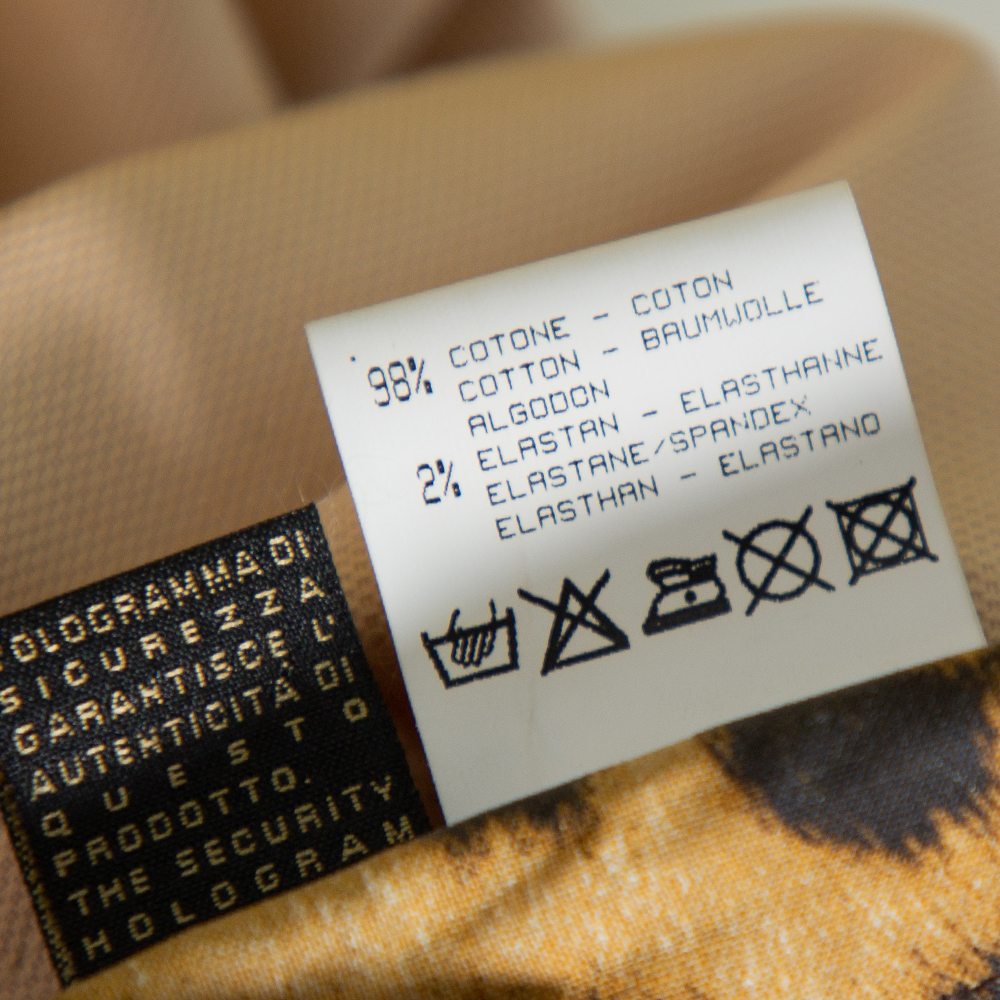 98% COTONE - COTON
COTTON - BAUMWOLLE
ALGODON
2% ELASTAN - ELASTHANNE
ELASTANE/SPANDEX
ELASTHAN - ELASTANO
OLOGRAMMA DI
SICUREZZA
GARANTISCE L'
AUTENTICITÀ DI
QUESTO
PRODOTTO.
THE SECURITY
HOLOGRAM